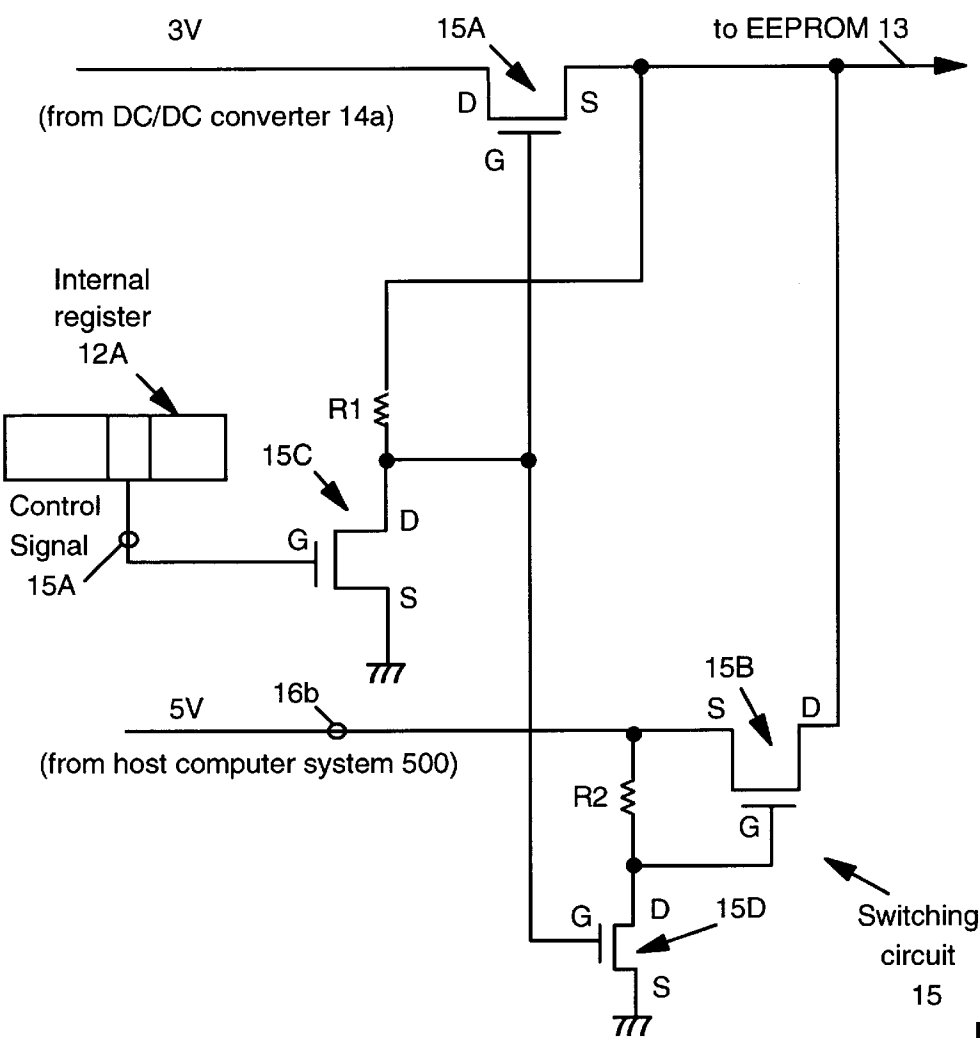 3V
15A
to EEPROM 13
D
S
(from DC/DC converter 14a)
G
Internal
register
12A
R1
15C
Control
Signal
15A
G
D
S
15B
5V
16b
S
D
(from host computer system 500)
R2
G
G
D
15D
S
Switching
circuit
15